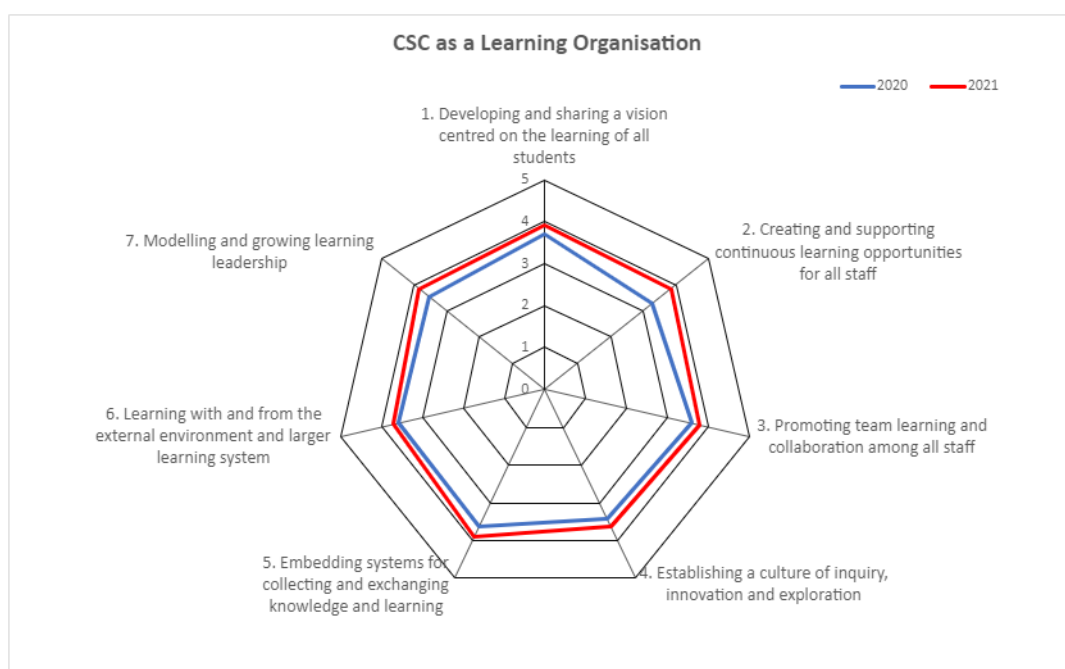 CSC as a Learning Organisation
2020
2021
1. Developing and sharing a vision
centred on the learning of all
students
5
4
3
2
1
0
2. Creating and supporting
continuous learning opportunities
for all staff
3. Promoting team learning and
collaboration among all staff
4. Establishing a culture of inquiry,
innovation and exploration
5. Embedding systems for
collecting and exchanging
knowledge and learning
6. Learning with and from the
external environment and larger
learning system
7. Modelling and growing learning
leadership